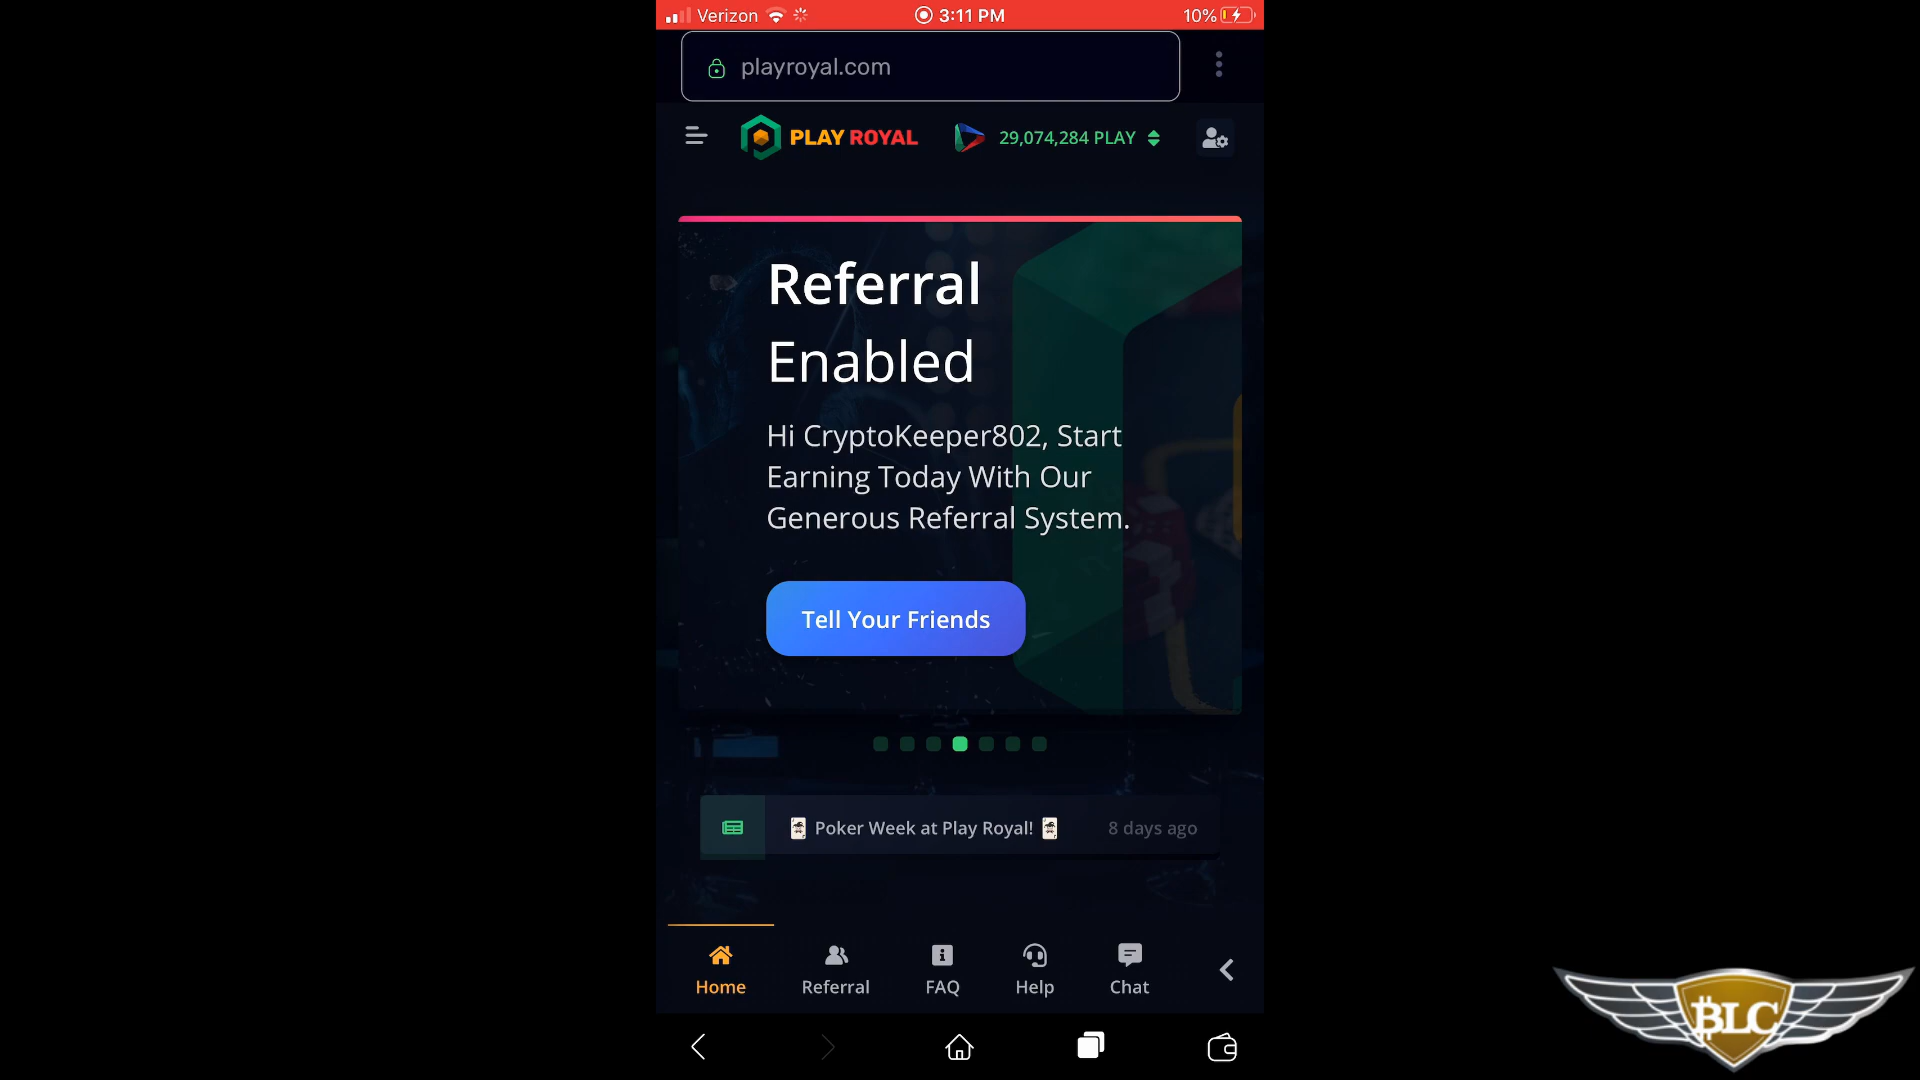 Verizon 3:11 PM 10%
playroyal.com
PLAY ROYAL 29,074,284 PLAY
Referral
Enabled
Hi CryptoKeeper802, Start
Earning Today With Our
Generous Referral System.
Tell Your Friends
Poker Week at Play Royal! 8 days ago
Home Referral FAQ Help Chat
BLC